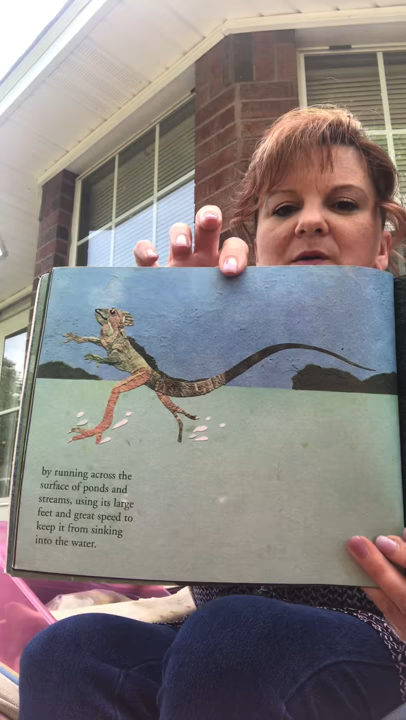 by running across the
surface of ponds and
streams, using its large
feet and great speed to
keep it from sinking
into the water.